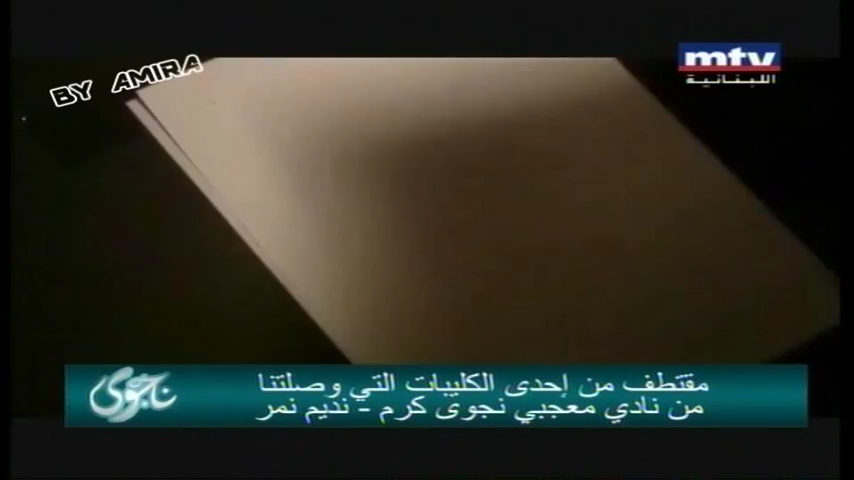 BY AMIRA
mtv
اللبنانية
مقتطف من إحدى الكليبات التي وصلتنا
من نادي معجبي نجوى كرم - نديم نمر
نجوى